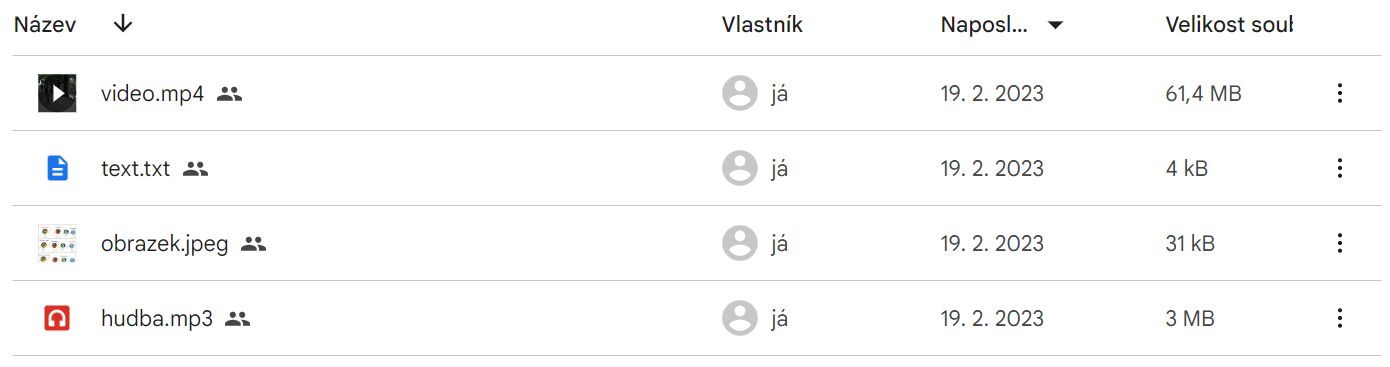 Název Vlastník Naposl... Velikost soub
video.mp4 já 19. 2. 2023 61,4 MB
text.txt já 19. 2. 2023 4 kB
obrazek.jpeg já 19. 2. 2023 31 kB
hudba.mp3 já 19. 2. 2023 3 MB